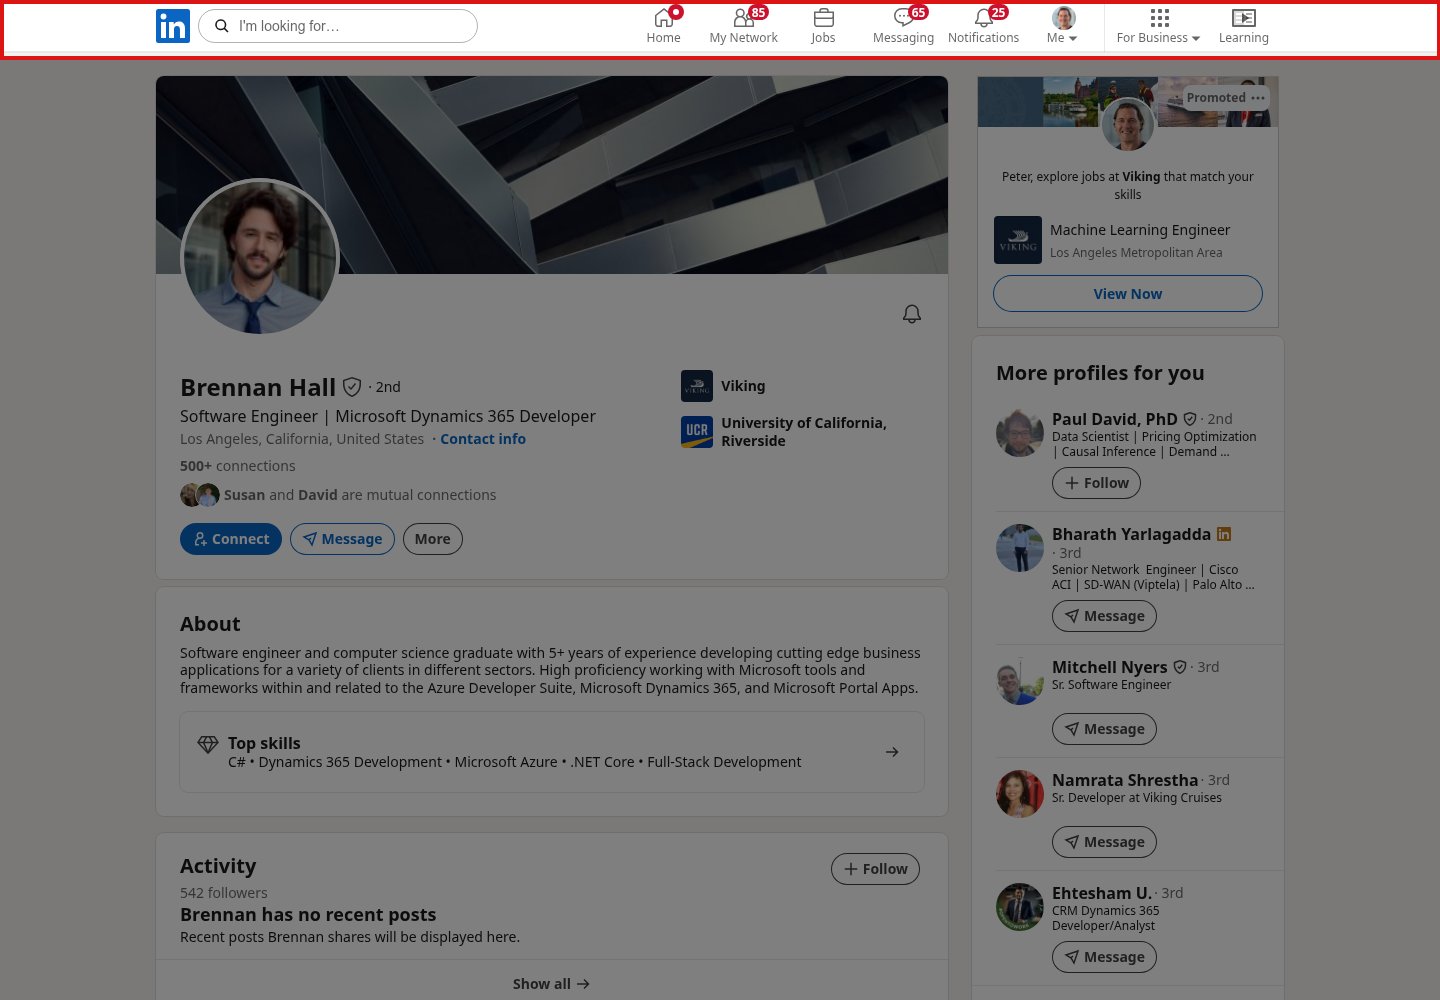 in
I'm looking for…
Home
85
My Network
Jobs
65
Messaging
25
Notifications
Me
For Business
Learning
Brennan Hall · 2nd
Software Engineer | Microsoft Dynamics 365 Developer
Los Angeles, California, United States · Contact info
500+ connections
Susan and David are mutual connections
Connect
Message
More
VIKING
Viking
UCR
University of California,
Riverside
About
Software engineer and computer science graduate with 5+ years of experience developing cutting edge business
applications for a variety of clients in different sectors. High proficiency working with Microsoft tools and
frameworks within and related to the Azure Developer Suite, Microsoft Dynamics 365, and Microsoft Portal Apps.
Top skills
C# • Dynamics 365 Development • Microsoft Azure • .NET Core • Full-Stack Development
Activity
Follow
542 followers
Brennan has no recent posts
Recent posts Brennan shares will be displayed here.
Show all
Promoted
Peter, explore jobs at Viking that match your
skills
VIKING
Machine Learning Engineer
Los Angeles Metropolitan Area
View Now
More profiles for you
Paul David, PhD · 2nd
Data Scientist | Pricing Optimization
| Causal Inference | Demand ...
Follow
Bharath Yarlagadda in
· 3rd
Senior Network Engineer | Cisco
ACI | SD-WAN (Viptela) | Palo Alto ...
Message
Mitchell Nyers · 3rd
Sr. Software Engineer
Message
Namrata Shrestha · 3rd
Sr. Developer at Viking Cruises
Message
Ehtesham U. · 3rd
CRM Dynamics 365
Developer/Analyst
Message